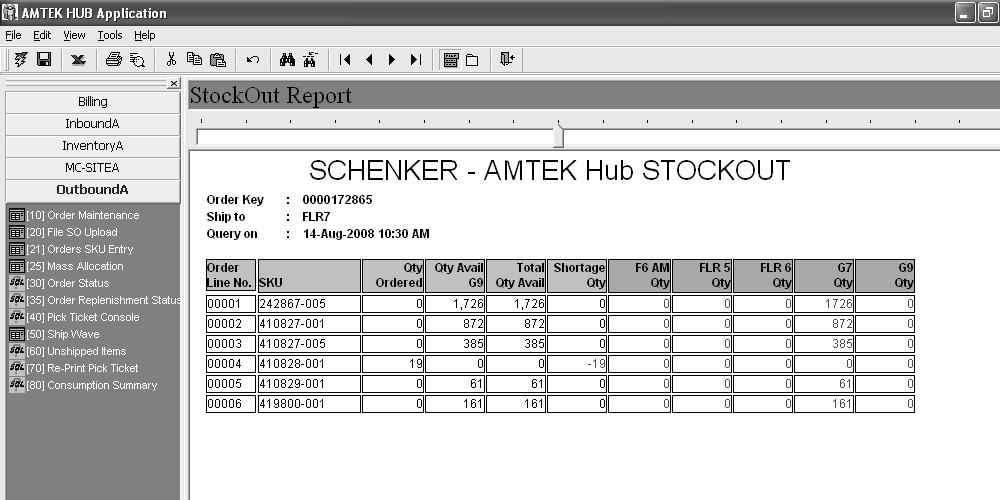 AMTEK HUB Application
File Edit View Tools Help
Billing
InboundA
InventoryA
MC-SITEA
OutboundA
[10] Order Maintenance
[20] File SO Upload
[21] Orders SKU Entry
[25] Mass Allocation
[30] Order Status
[35] Order Replenishment Status
[40] Pick Ticket Console
[50] Ship Wave
[60] Unshipped Items
[70] Re-Print Pick Ticket
[80] Consumption Summary
StockOut Report
SCHENKER - AMTEK Hub STOCKOUT
Order Key : 0000172865
Ship to : FLR7
Query on : 14-Aug-2008 10:30 AM
Order Line No. SKU Qty Ordered Qty Avail G9 Total Qty Avail Shortage Qty F6 AM Qty FLR 5 Qty FLR 6 Qty G7 Qty G9 Qty
00001 242867-005 0 1,726 1,726 0 0 0 0 1726 0
00002 410827-001 0 872 872 0 0 0 0 872 0
00003 410827-005 0 385 385 0 0 0 0 385 0
00004 410828-001 19 0 0 -19 0 0 0 0 0
00005 410829-001 0 61 61 0 0 0 0 61 0
00006 419800-001 0 161 161 0 0 0 0 161 0